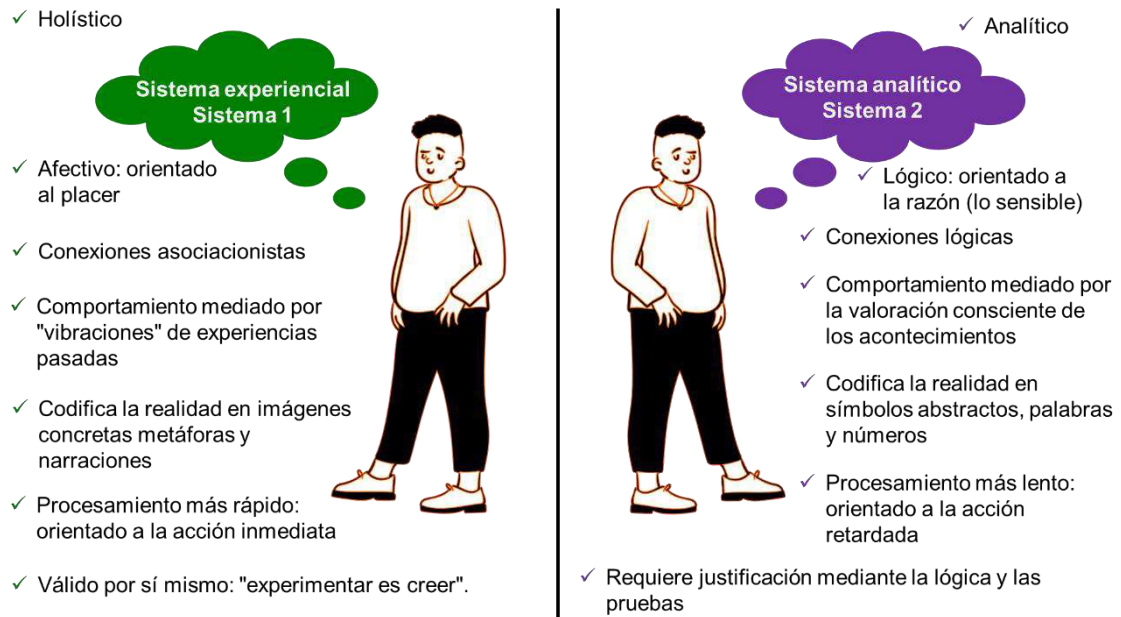 Holístico
Sistema experiencial
Sistema 1
Afectivo: orientado
al placer
Conexiones asociacionistas
Comportamiento mediado por
"vibraciones" de experiencias
pasadas
Codifica la realidad en imágenes
concretas metáforas y
narraciones
Procesamiento más rápido:
orientado a la acción inmediata
Válido por sí mismo: "experimentar es creer".
Analítico
Sistema analítico
Sistema 2
Lógico: orientado a
la razón (lo sensible)
Conexiones lógicas
Comportamiento mediado por
la valoración consciente de
los acontecimientos
Codifica la realidad en
símbolos abstractos, palabras
y números
Procesamiento más lento:
orientado a la acción
retardada
Requiere justificación mediante la lógica y las
pruebas